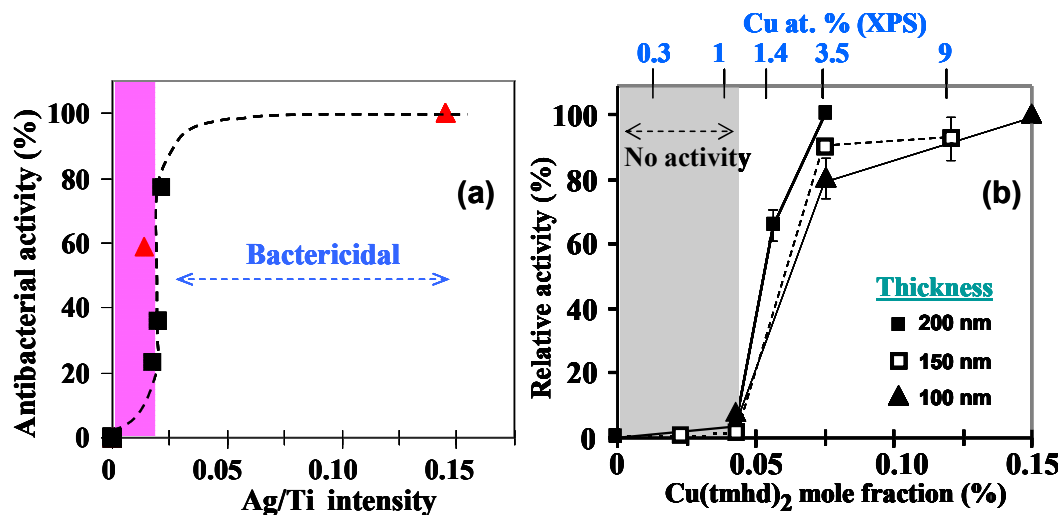 Antibacterial activity (%)
100
80
60
40
20
0
(a)
Bactericidal
0
0.05
0.10
0.15
Ag/Ti intensity
Cu at. % (XPS)
0.3
1
1.4
3.5
9
Relative activity (%)
100
80
60
40
20
0
No activity
(b)
Thickness
200 nm
150 nm
100 nm
0
0.05
0.10
0.15
Cu(tmhd)₂ mole fraction (%)